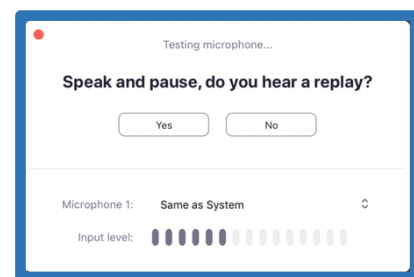 Testing microphone...
Speak and pause, do you hear a replay?
Yes No
Microphone 1: Same as System
Input level: